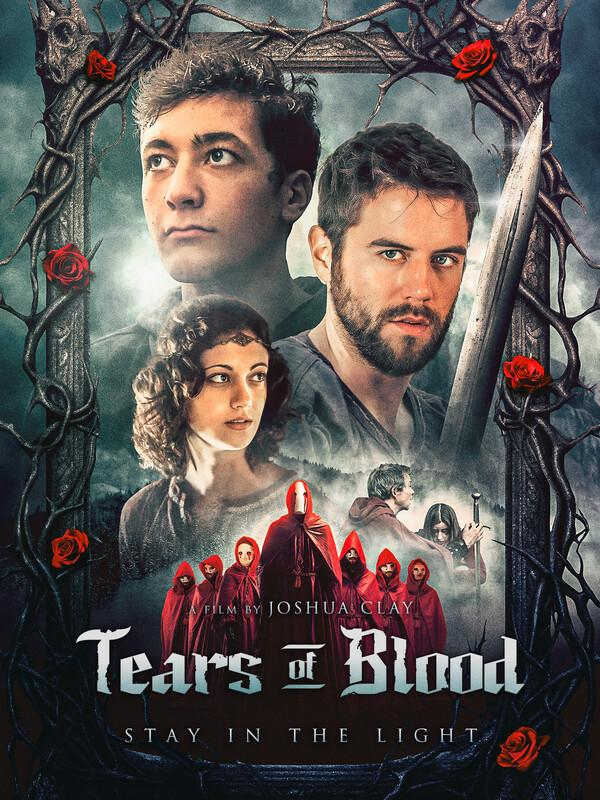 A FILM BY JOSHUA CLAY
Tears of Blood
STAY IN THE LIGHT